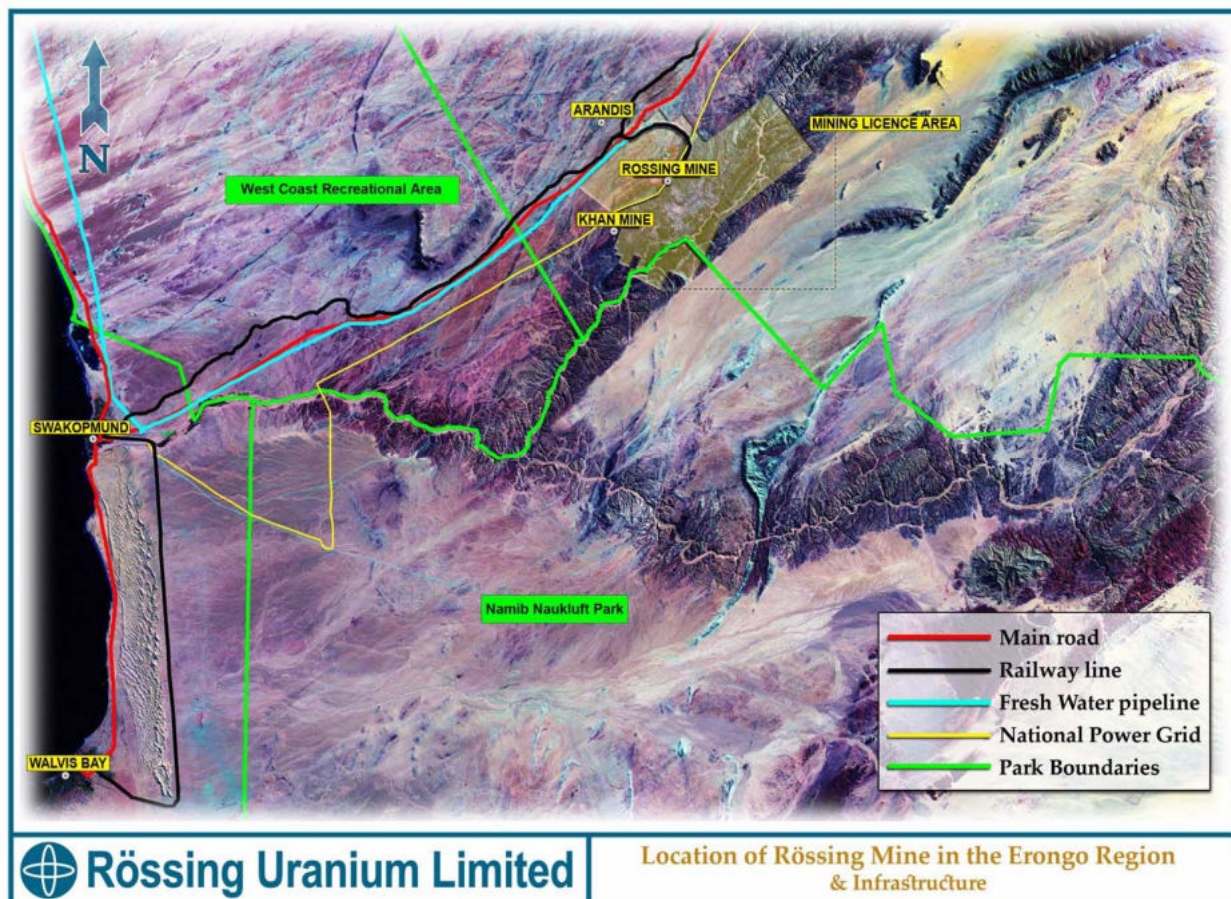 N
ARANDIS
MINING LICENCE AREA
ROSSING MINE
West Coast Recreational Area
KHAN MINE
SWAKOPMUND
Namib Naukluft Park
WALVIS BAY
Main road
Railway line
Fresh Water pipeline
National Power Grid
Park Boundaries
Rössing Uranium Limited
Location of Rössing Mine in the Erongo Region
& Infrastructure